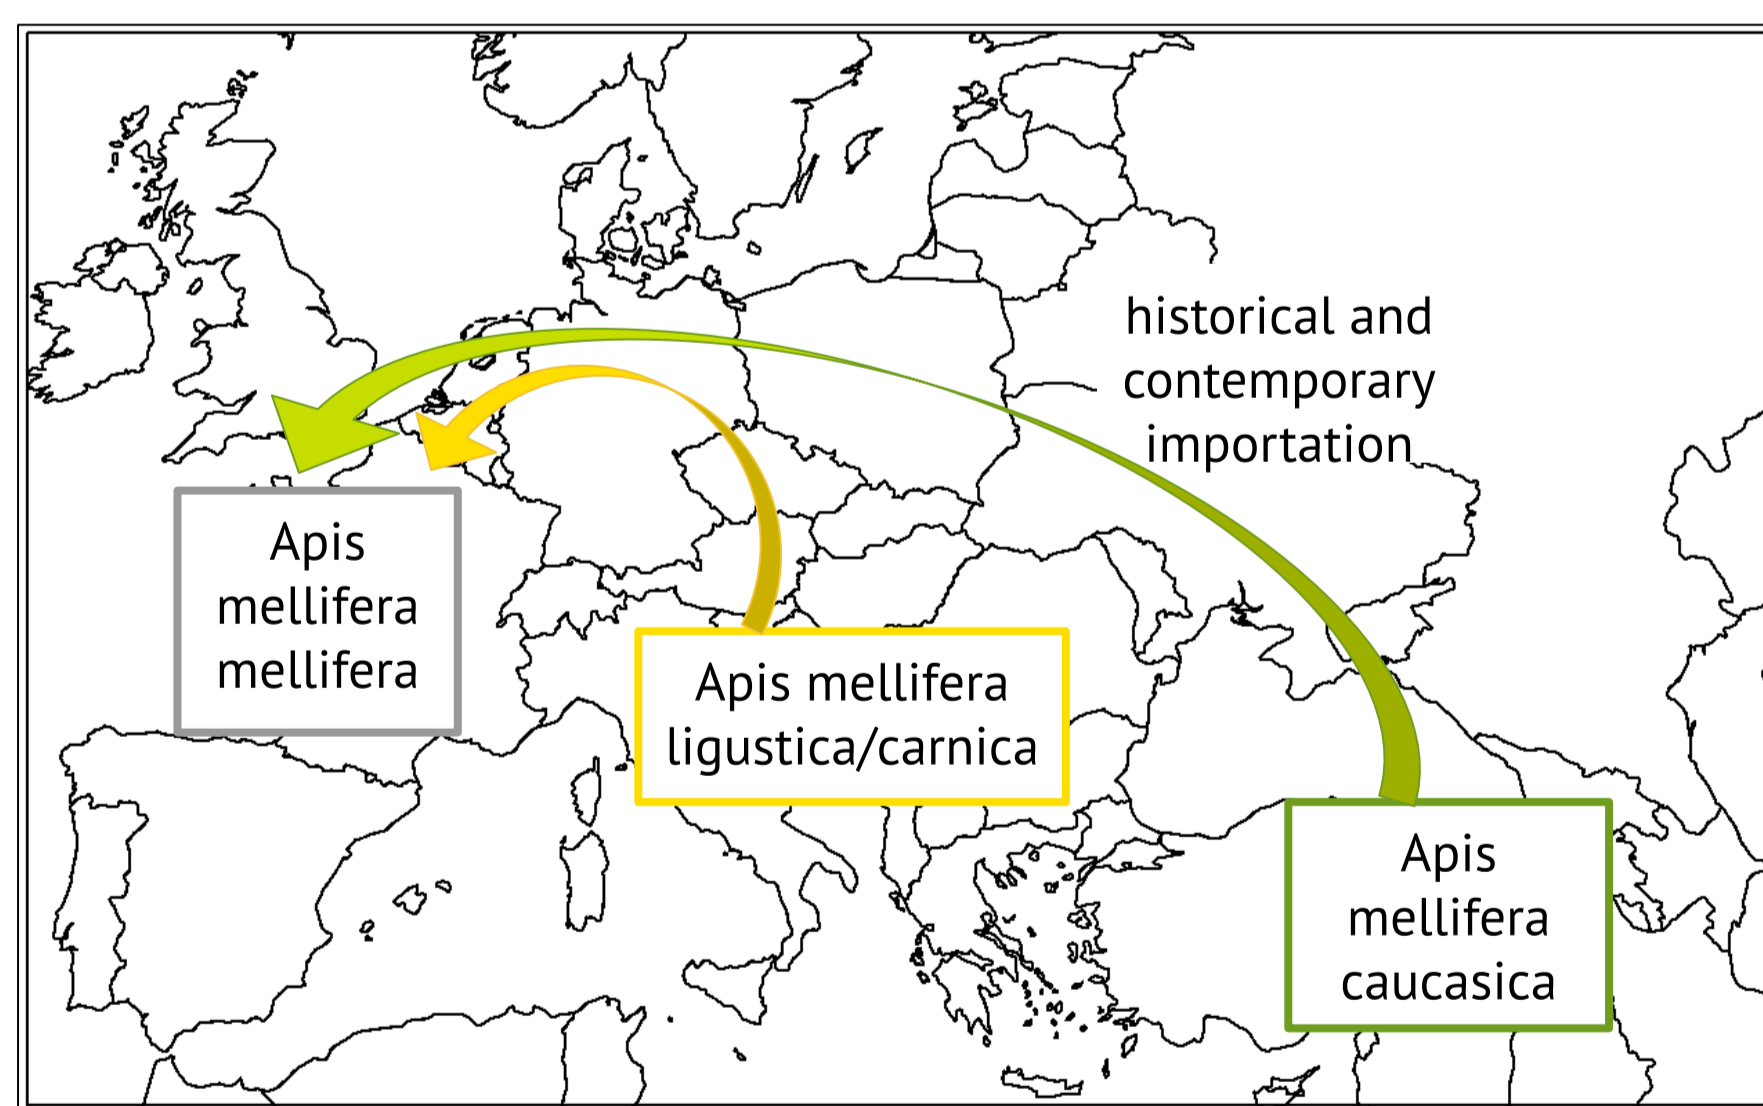 historical and
contemporary
importation
Apis
mellifera
mellifera
Apis mellifera
ligustica/carnica
Apis
mellifera
caucasica